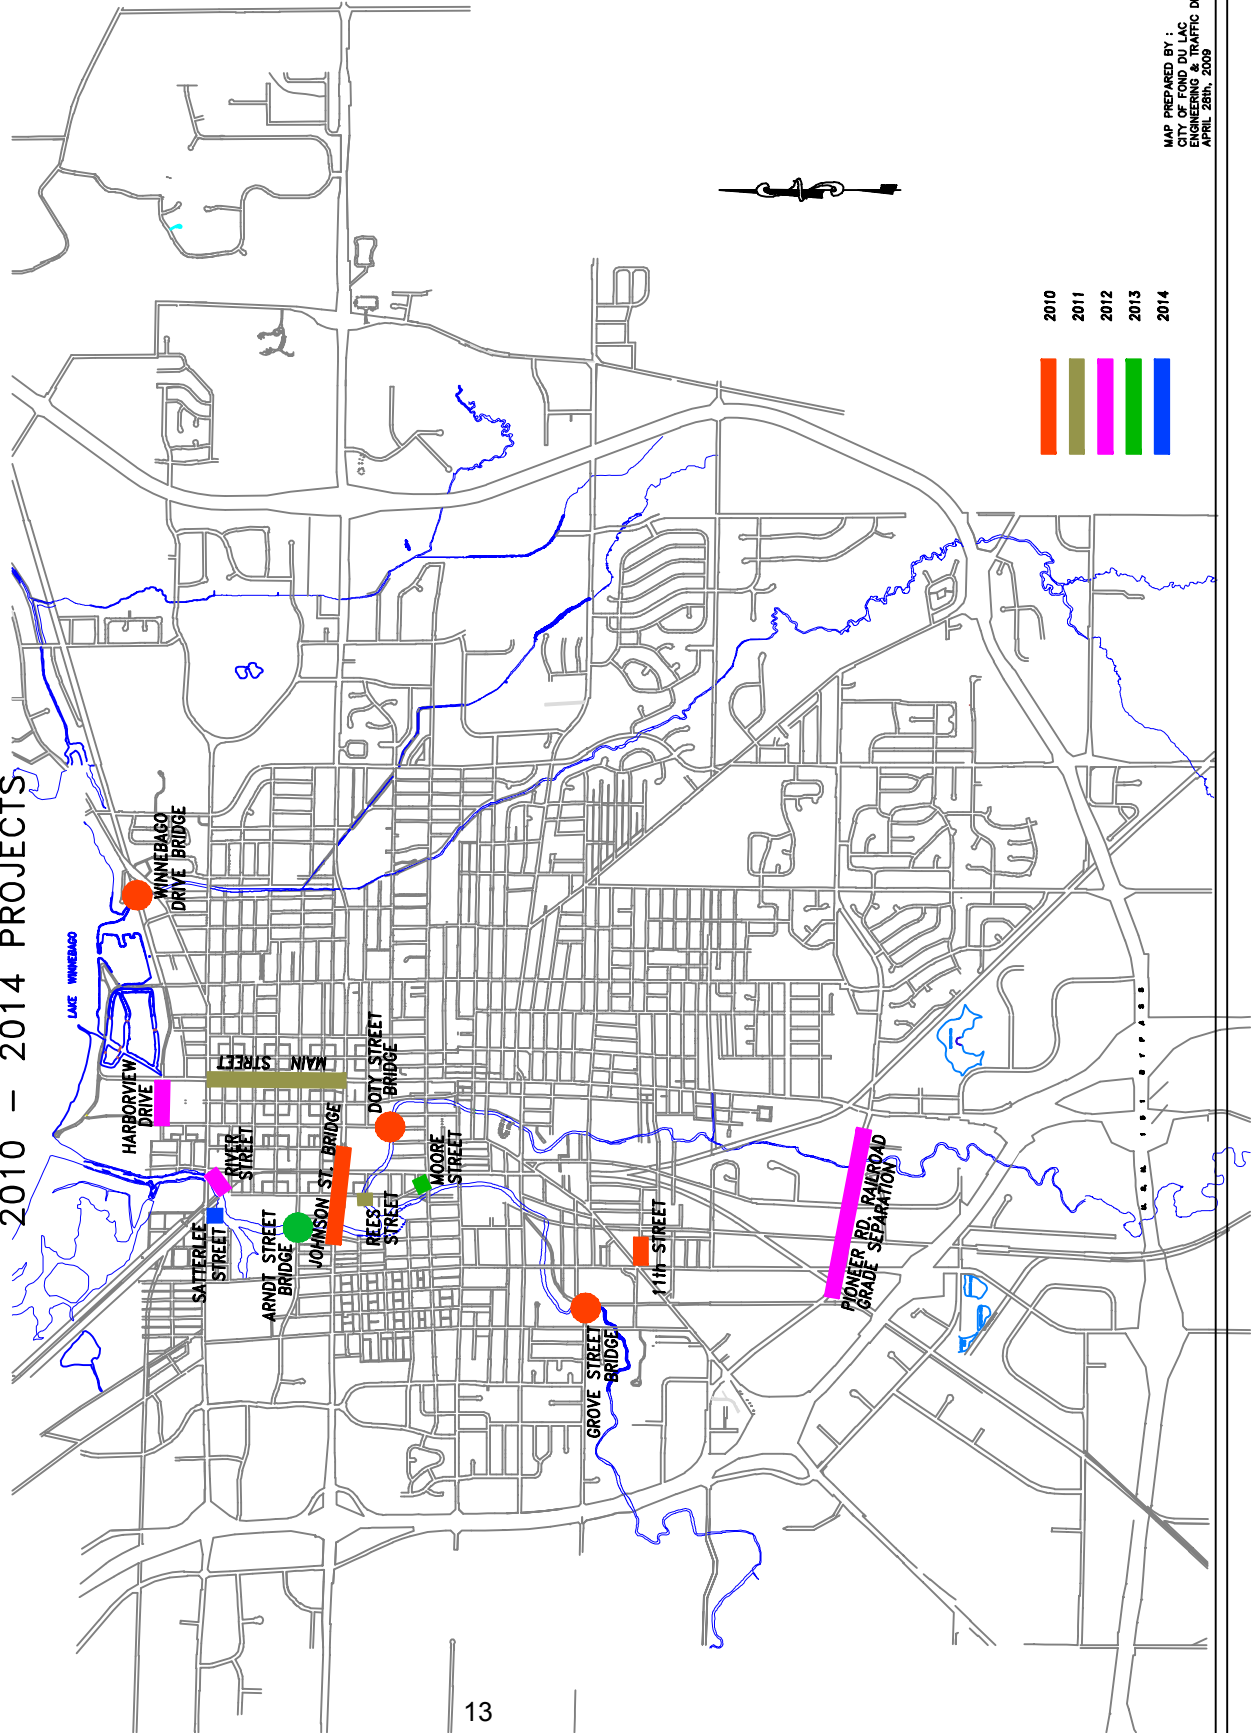 2010 - 2014 PROJECTS
MAP PREPARED BY :
CITY OF FOND DU LAC
ENGINEERING & TRAFFIC
APRIL 28th, 2009
2010
2011
2012
2013
2014
WINNEBAGO
DRIVE BRIDGE
LAKE WINNEBAGO
HARBORVIEW
DRIVE
MAIN STREET
RIVER
STREET
SATTERLEE
STREET
ARNDT STREET
BRIDGE
JOHNSON ST. BRIDGE
DOTY STREET
BRIDGE
REES
STREET
MOORE
STREET
GROVE STREET
BRIDGE
11th STREET
PIONEER RD. RAILROAD
GRADE SEPARATION
151 BYPASS
13